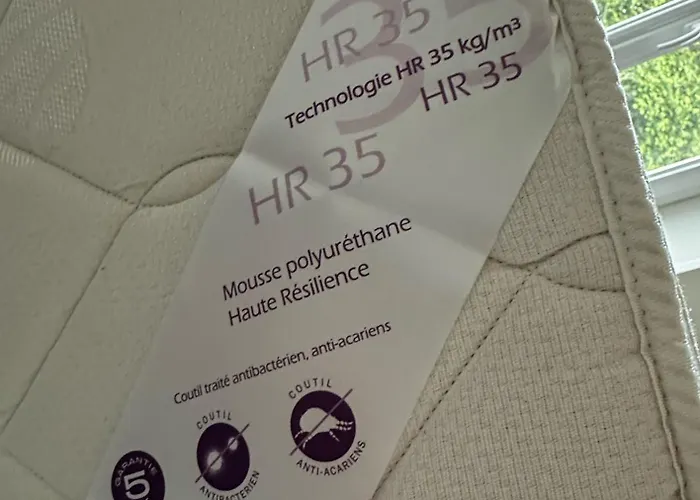 35
HR 35
Technologie HR 35 kg/m³
HR 35
HR 35
Mousse polyuréthane
Haute Résilience
Coutil traité antibactérien, anti-acariens
COUTIL
ANTIBACTÉRIEN
COUTIL
ANTI-ACARIENS
GARANTIE
5